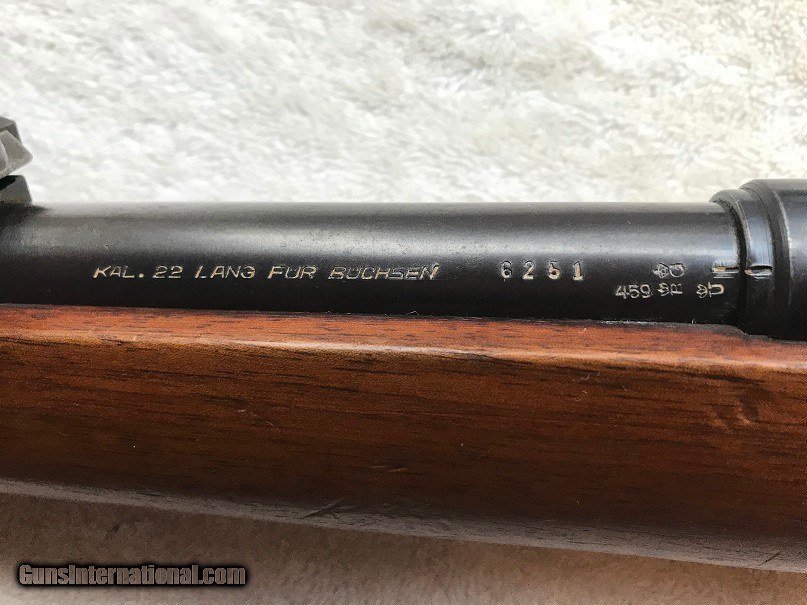 KAL. 22 LANG FUR BUCHSEN 6251
459
GunsInternational.com